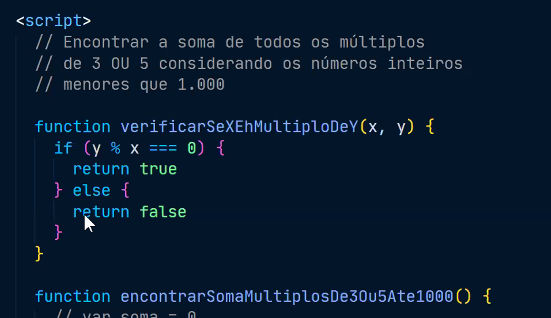 <script>
// Encontrar a soma de todos os múltiplos
// de 3 OU 5 considerando os números inteiros
// menores que 1.000
function verificarSeXEhMultiploDeY(x, y) {
if (y % x === 0) {
return true
} else {
return false
}
}
function encontrarSomaMultiplosDe3Ou5Ate1000() {
// var soma = 0